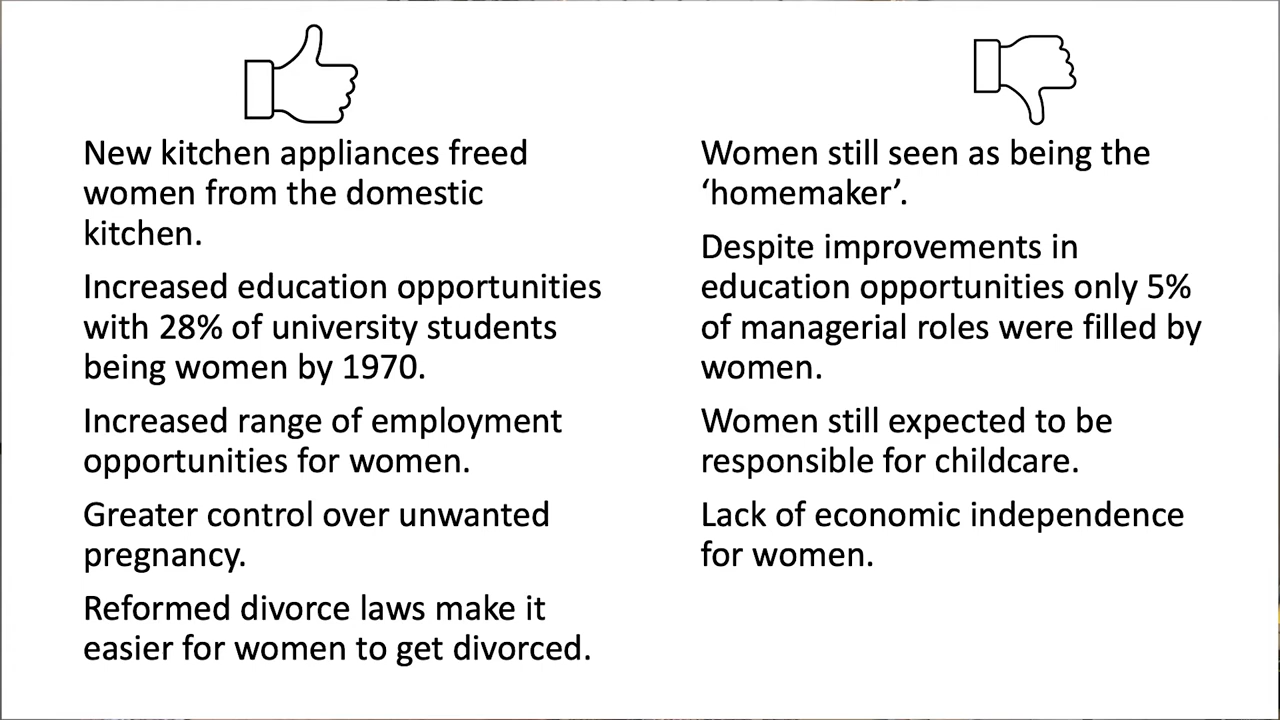 New kitchen appliances freed
women from the domestic
kitchen.
Increased education opportunities
with 28% of university students
being women by 1970.
Increased range of employment
opportunities for women.
Greater control over unwanted
pregnancy.
Reformed divorce laws make it
easier for women to get divorced.
Women still seen as being the
‘homemaker’.
Despite improvements in
education opportunities only 5%
of managerial roles were filled by
women.
Women still expected to be
responsible for childcare.
Lack of economic independence
for women.